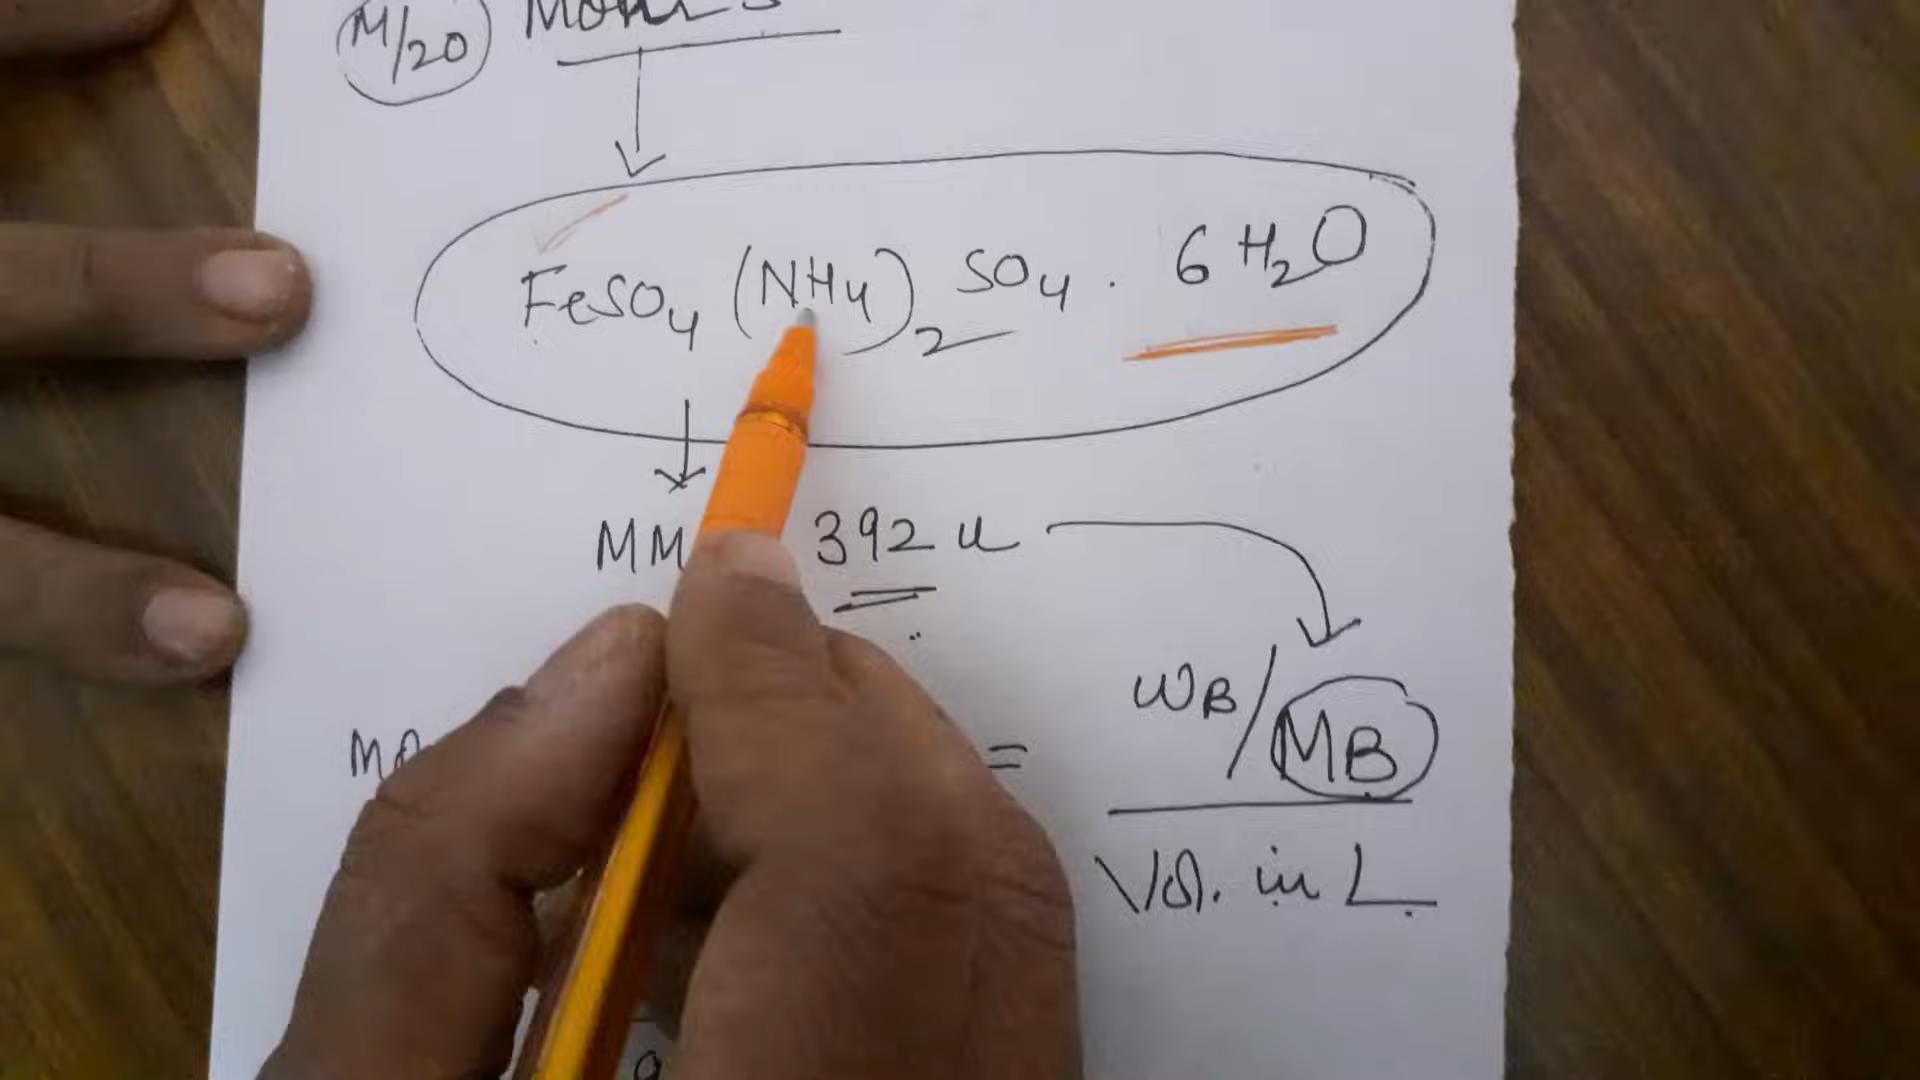 M/20
FeSO4 (NH4)2 SO4 . 6 H2O
MM 392 u
WB/MB
=
Vol. in L